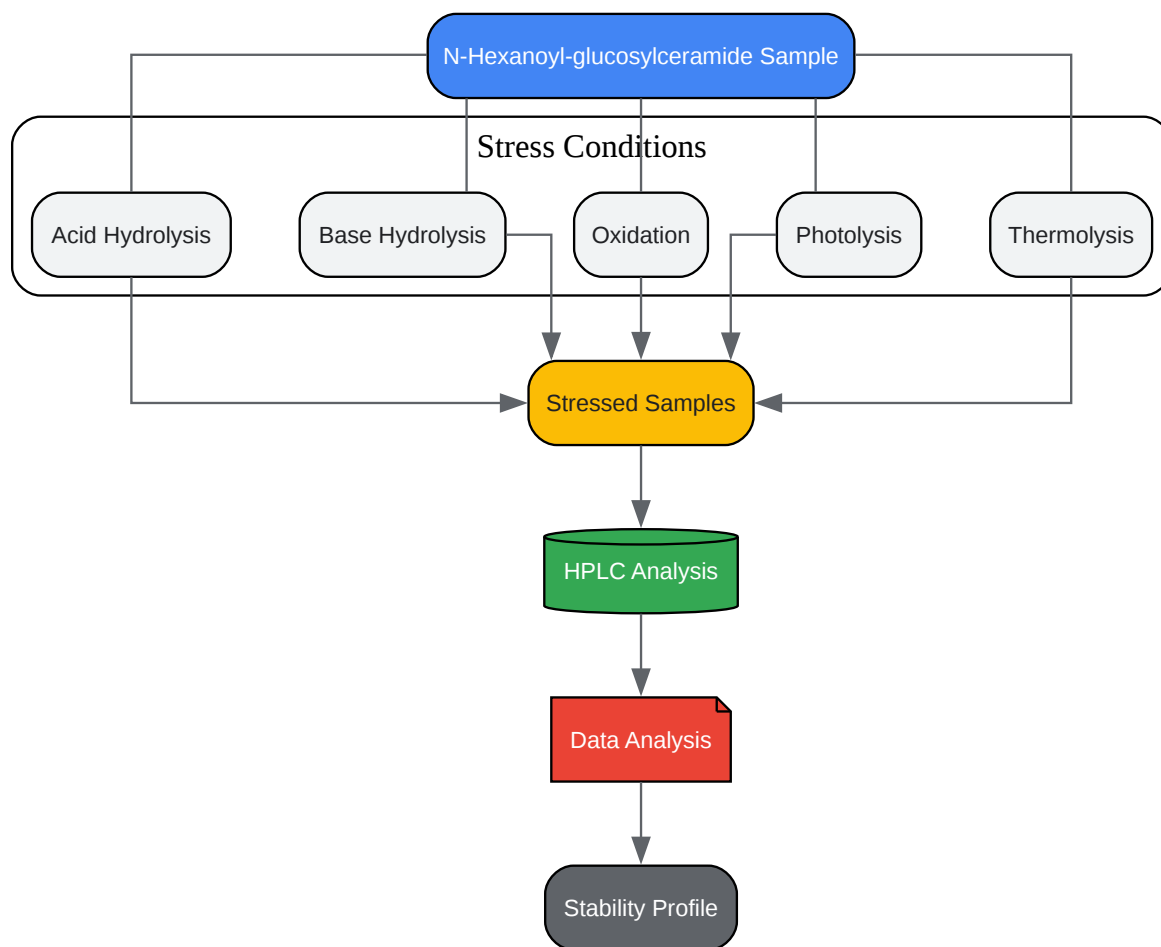 N-Hexanoyl-glucosylceramide Sample
Stress Conditions
Acid Hydrolysis
Base Hydrolysis
Oxidation
Photolysis
Thermolysis
Stressed Samples
HPLC Analysis
Data Analysis
Stability Profile